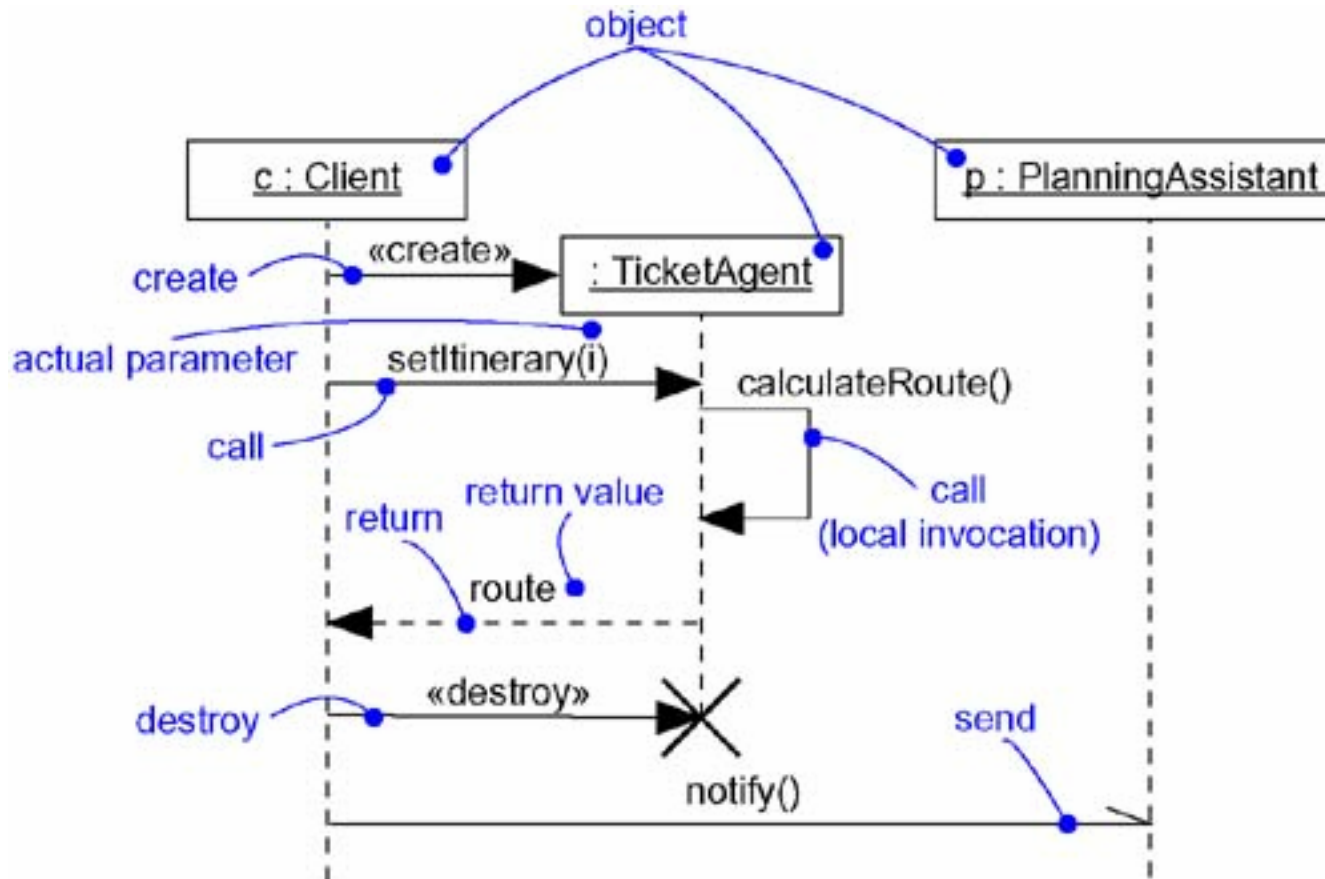 object
c : Client
p : PlanningAssistant
«create»
: TicketAgent
create
actual parameter
setItinerary(i)
calculateRoute()
call
return value
call
(local invocation)
return
route
«destroy»
destroy
send
notify()